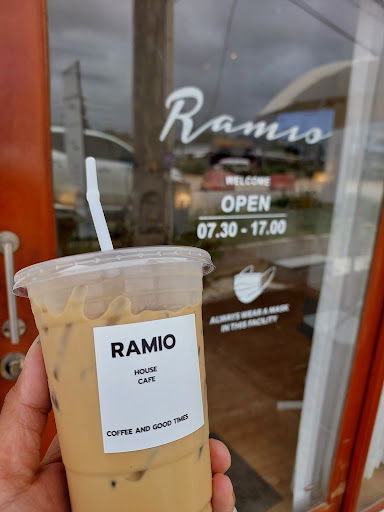 Ramio
WELCOME
OPEN
07.30 - 17.00
ALWAYS WEAR A MASK
IN THIS FACILITY
RAMIO
HOUSE
CAFE
COFFEE AND GOOD TIMES